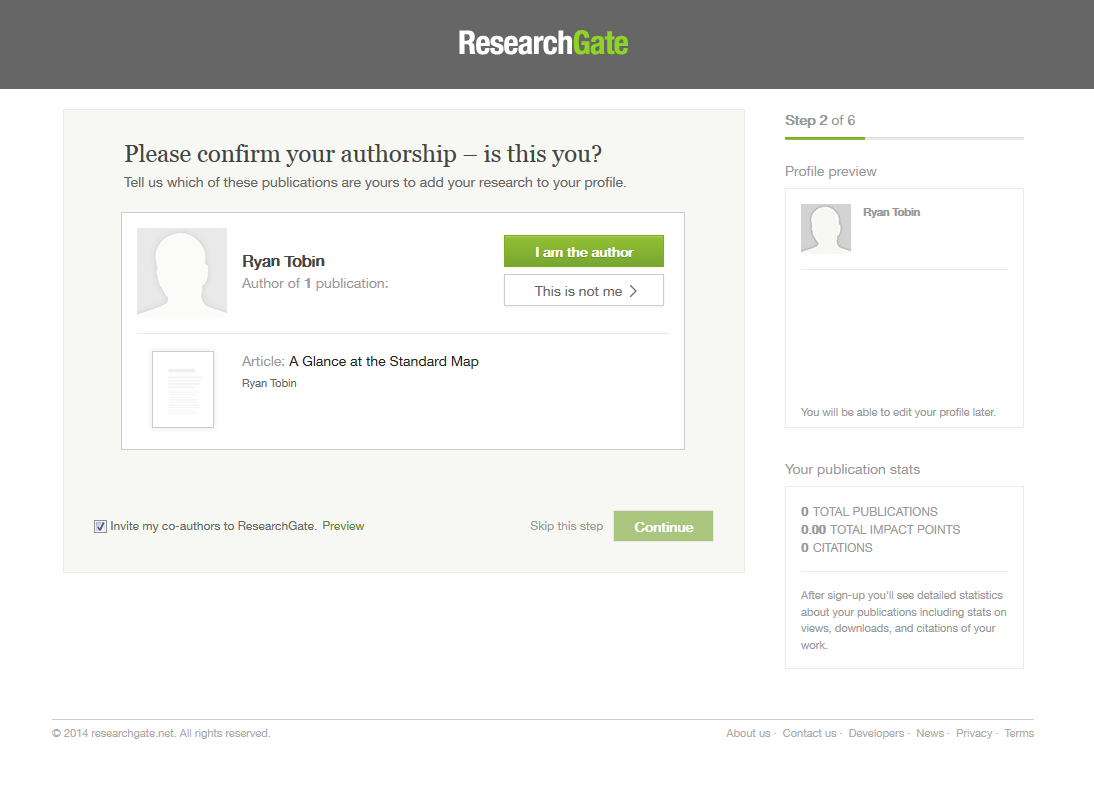 ResearchGate
Please confirm your authorship – is this you?
Tell us which of these publications are yours to add your research to your profile.
Ryan Tobin
Author of 1 publication:
I am the author
This is not me
Article: A Glance at the Standard Map
Ryan Tobin
Invite my co-authors to ResearchGate. Preview
Skip this step
Continue
Step 2 of 6
Profile preview
Ryan Tobin
You will be able to edit your profile later.
Your publication stats
0 TOTAL PUBLICATIONS
0.00 TOTAL IMPACT POINTS
0 CITATIONS
After sign-up you'll see detailed statistics
about your publications including stats on
views, downloads, and citations of your
work.
© 2014 researchgate.net. All rights reserved.
About us · Contact us · Developers · News · Privacy · Terms